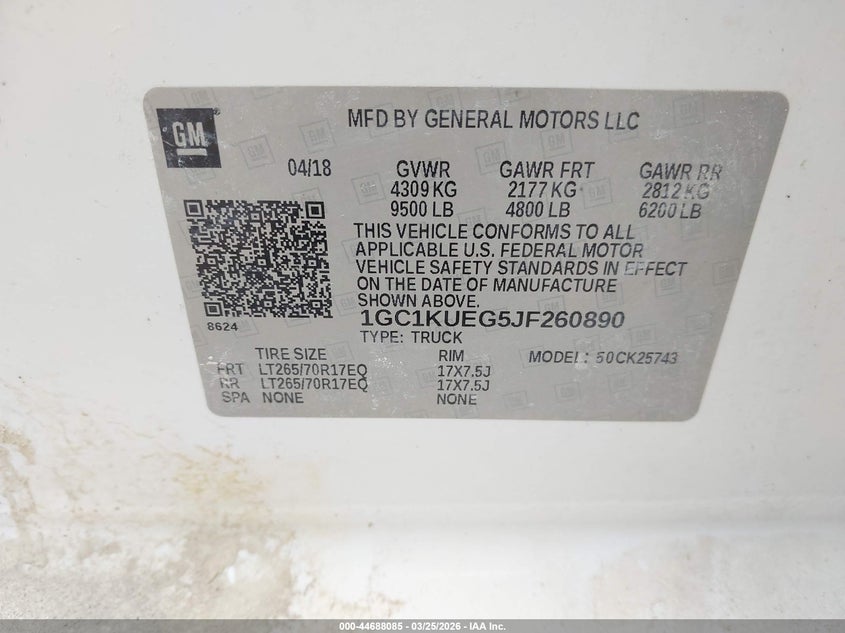 GM
MFD BY GENERAL MOTORS LLC
04/18 GVWR GAWR FRT GAWR RR
4309 KG 2177 KG 2812 KG
9500 LB 4800 LB 6200 LB
THIS VEHICLE CONFORMS TO ALL
APPLICABLE U.S. FEDERAL MOTOR
VEHICLE SAFETY STANDARDS IN EFFECT
ON THE DATE OF MANUFACTURE
SHOWN ABOVE.
8624
1GC1KUEG5JF260890
TYPE: TRUCK
TIRE SIZE RIM MODEL: 50CK25743
FRT LT265/70R17EQ 17X7.5J
RR LT265/70R17EQ 17X7.5J
SPA NONE NONE
000-44688085 - 03/25/2026 - IAA Inc.